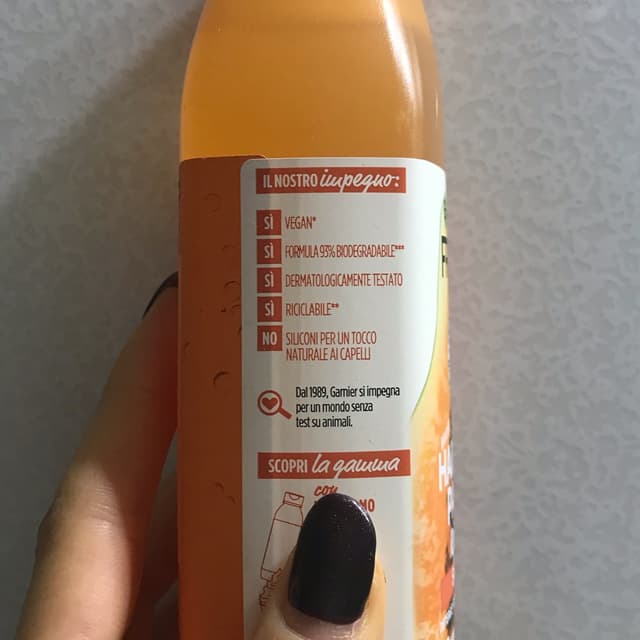 IL NOSTRO impegno:
SÌ VEGAN*
SÌ FORMULA 93% BIODEGRADABILE***
SÌ DERMATOLOGICAMENTE TESTATO
SÌ RICICLABILE**
NO SILICONI PER UN TOCCO
NATURALE AI CAPELLI
Dal 1989, Garnier si impegna
per un mondo senza
test su animali.
SCOPRI la gamma
con